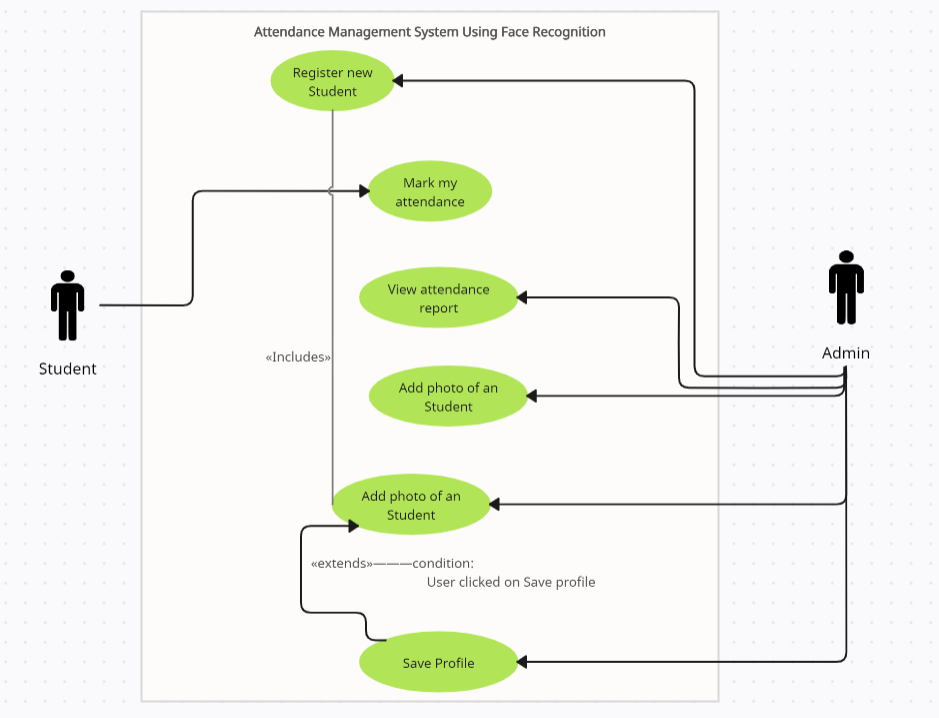 Attendance Management System Using Face Recognition
Register new
Student
Mark my
attendance
View attendance
report
Student
Admin
«Includes»
Add photo of an
Student
Add photo of an
Student
«extends»———condition:
User clicked on Save profile
Save Profile